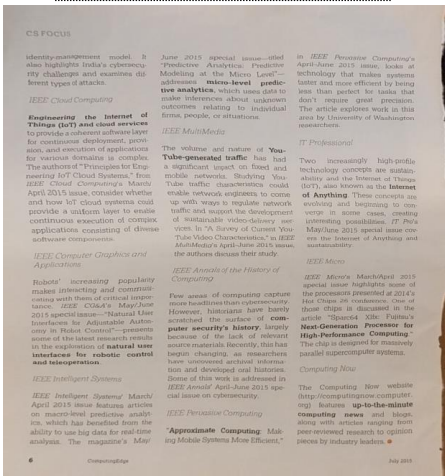 CS FOCUS
identity-management model. It
also highlights India's cybersecu-
rity challenges and examines dif-
ferent types of attacks.
IEEE Cloud Computing
Engineering the Internet of
Things (IoT) and cloud services
to provide a coherent software layer
for continuous deployment, provi-
sion, and execution of applications
for various domains is complex.
The authors of "Principles for Eng-
neering IoT Cloud Systems," from
IEEE Cloud Computing's March/
April 2015 issue, consider whether
and how IoT cloud systems could
provide a uniform layer to enable
continuous execution of complex
applications consisting of diverse
software components.
IEEE Computer Graphics and
Applications
Robots' increasing popularity
makes interacting and communi-
cating with them of critical impor-
tance. IEEE CG&A's May/June
2015 special issue—"Natural User
Interfaces for Adjustable Auton-
omy in Robot Control"—presents
some of the latest research results
in the exploration of natural user
interfaces for robotic control
and teleoperation.
IEEE Intelligent Systems
IEEE Intelligent Systems' March/
April 2015 issue features articles
on macro-level predictive analyt-
ics, which has benefited from the
ability to use big data for real-time
analysis. The magazine's May/
June 2015 special issue—titled
"Predictive Analytics: Predictive
Modeling at the Micro Level"—
addresses micro-level predic-
tive analytics, which uses data to
make inferences about unknown
outcomes relating to individual
firms, people, or situations.
IEEE MultiMedia
The volume and nature of You-
Tube-generated traffic has had
a significant impact on fixed and
mobile networks. Studying You-
Tube traffic characteristics could
enable network engineers to come
up with ways to regulate network
traffic and support the development
of sustainable video-delivery ser-
vices. In "A Survey of Current You-
Tube Video Characteristics," in IEEE
MultiMedia's April–June 2015 issue,
the authors discuss their study.
IEEE Annals of the History of
Computing
Few areas of computing capture
more headlines than cybersecurity.
However, historians have barely
scratched the surface of com-
puter security's history, largely
because of the lack of relevant
source materials. Recently, this has
begun changing, as researchers
have uncovered archival informa-
tion and developed oral histories.
Some of this work is addressed in
IEEE Annals' April–June 2015 spe-
cial issue on cybersecurity.
IEEE Pervasive Computing
"Approximate Computing: Mak-
ing Mobile Systems More Efficient,"
in IEEE Pervasive Computing's
April–June 2015 issue, looks at
technology that makes systems
faster and more efficient by being
less than perfect for tasks that
don't require great precision.
The article explores work in this
area by University of Washington
researchers.
IT Professional
Two increasingly high-profile
technology concepts are sustain-
ability and the Internet of Things
(IoT), also known as the Internet
of Anything. These concepts are
evolving and beginning to con-
verge in some cases, creating
interesting possibilities. IT Pro's
May/June 2015 special issue cov-
ers the Internet of Anything and
sustainability.
IEEE Micro
IEEE Micro's March/April 2015
special issue highlights some of
the processors presented at 2014's
Hot Chips 26 conference. One of
those chips is discussed in the
article "Sparc64 XIfx: Fujitsu's
Next-Generation Processor for
High-Performance Computing."
The chip is designed for massively
parallel supercomputer systems.
Computing Now
The Computing Now website
(http://computingnow.computer.
org) features up-to-the-minute
computing news and blogs,
along with articles ranging from
peer-reviewed research to opinion
pieces by industry leaders.
6
ComputingEdge
July 2015